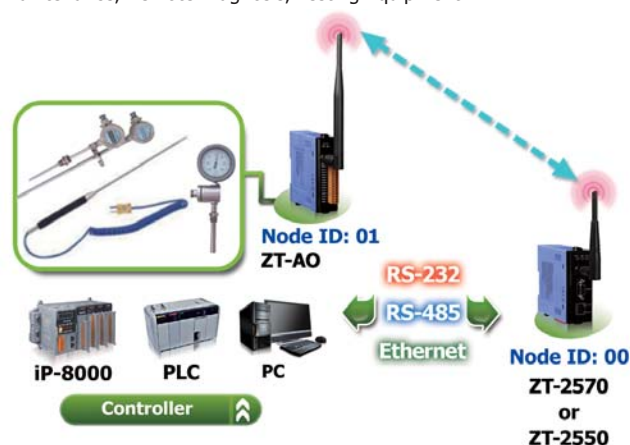 Node ID: 01
ZT-AO
RS-232
RS-485
Ethernet
iP-8000
PLC
PC
Controller
Node ID: 00
ZT-2570
or
ZT-2550